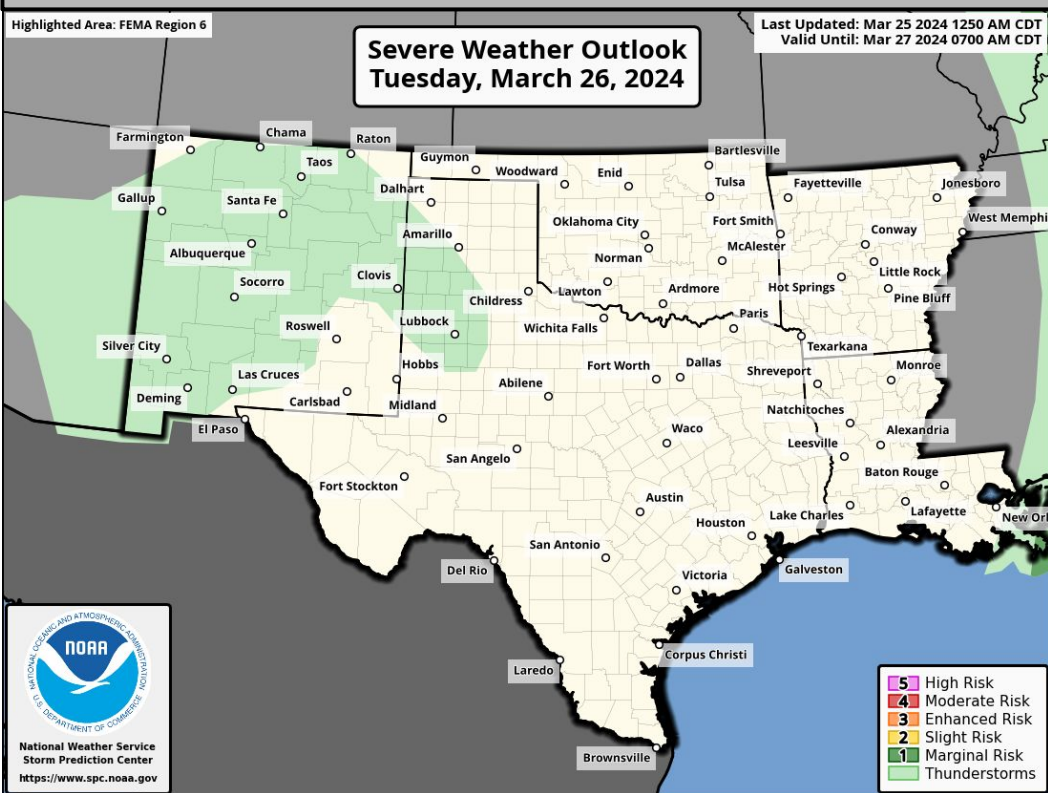 Highlighted Area: FEMA Region 6
Last Updated: Mar 25 2024 1250 AM CDT
Valid Until: Mar 27 2024 0700 AM CDT
Severe Weather Outlook
Tuesday, March 26, 2024
Farmington
Chama
Raton
Taos
Guymon
Woodward
Enid
Bartlesville
Tulsa
Fayetteville
Jonesboro
Gallup
Santa Fe
Dalhart
Oklahoma City
Fort Smith
West Memphi
Albuquerque
Amarillo
Norman
McAlester
Conway
Socorro
Clovis
Childress
Lawton
Ardmore
Hot Springs
Little Rock
Pine Bluff
Roswell
Lubbock
Wichita Falls
Paris
Texarkana
Silver City
Las Cruces
Hobbs
Fort Worth
Dallas
Shreveport
Monroe
Deming
Carlsbad
Midland
Abilene
Natchitoches
El Paso
Waco
Leesville
Alexandria
San Angelo
Fort Stockton
Baton Rouge
Austin
Houston
Lake Charles
Lafayette
New Orl
San Antonio
Del Rio
Galveston
Victoria
Corpus Christi
Laredo
Brownsville
NATIONAL OCEANIC AND ATMOSPHERIC ADMINISTRATION
NOAA
U.S. DEPARTMENT OF COMMERCE
National Weather Service
Storm Prediction Center
https://www.spc.noaa.gov
5 High Risk
4 Moderate Risk
3 Enhanced Risk
2 Slight Risk
1 Marginal Risk
Thunderstorms